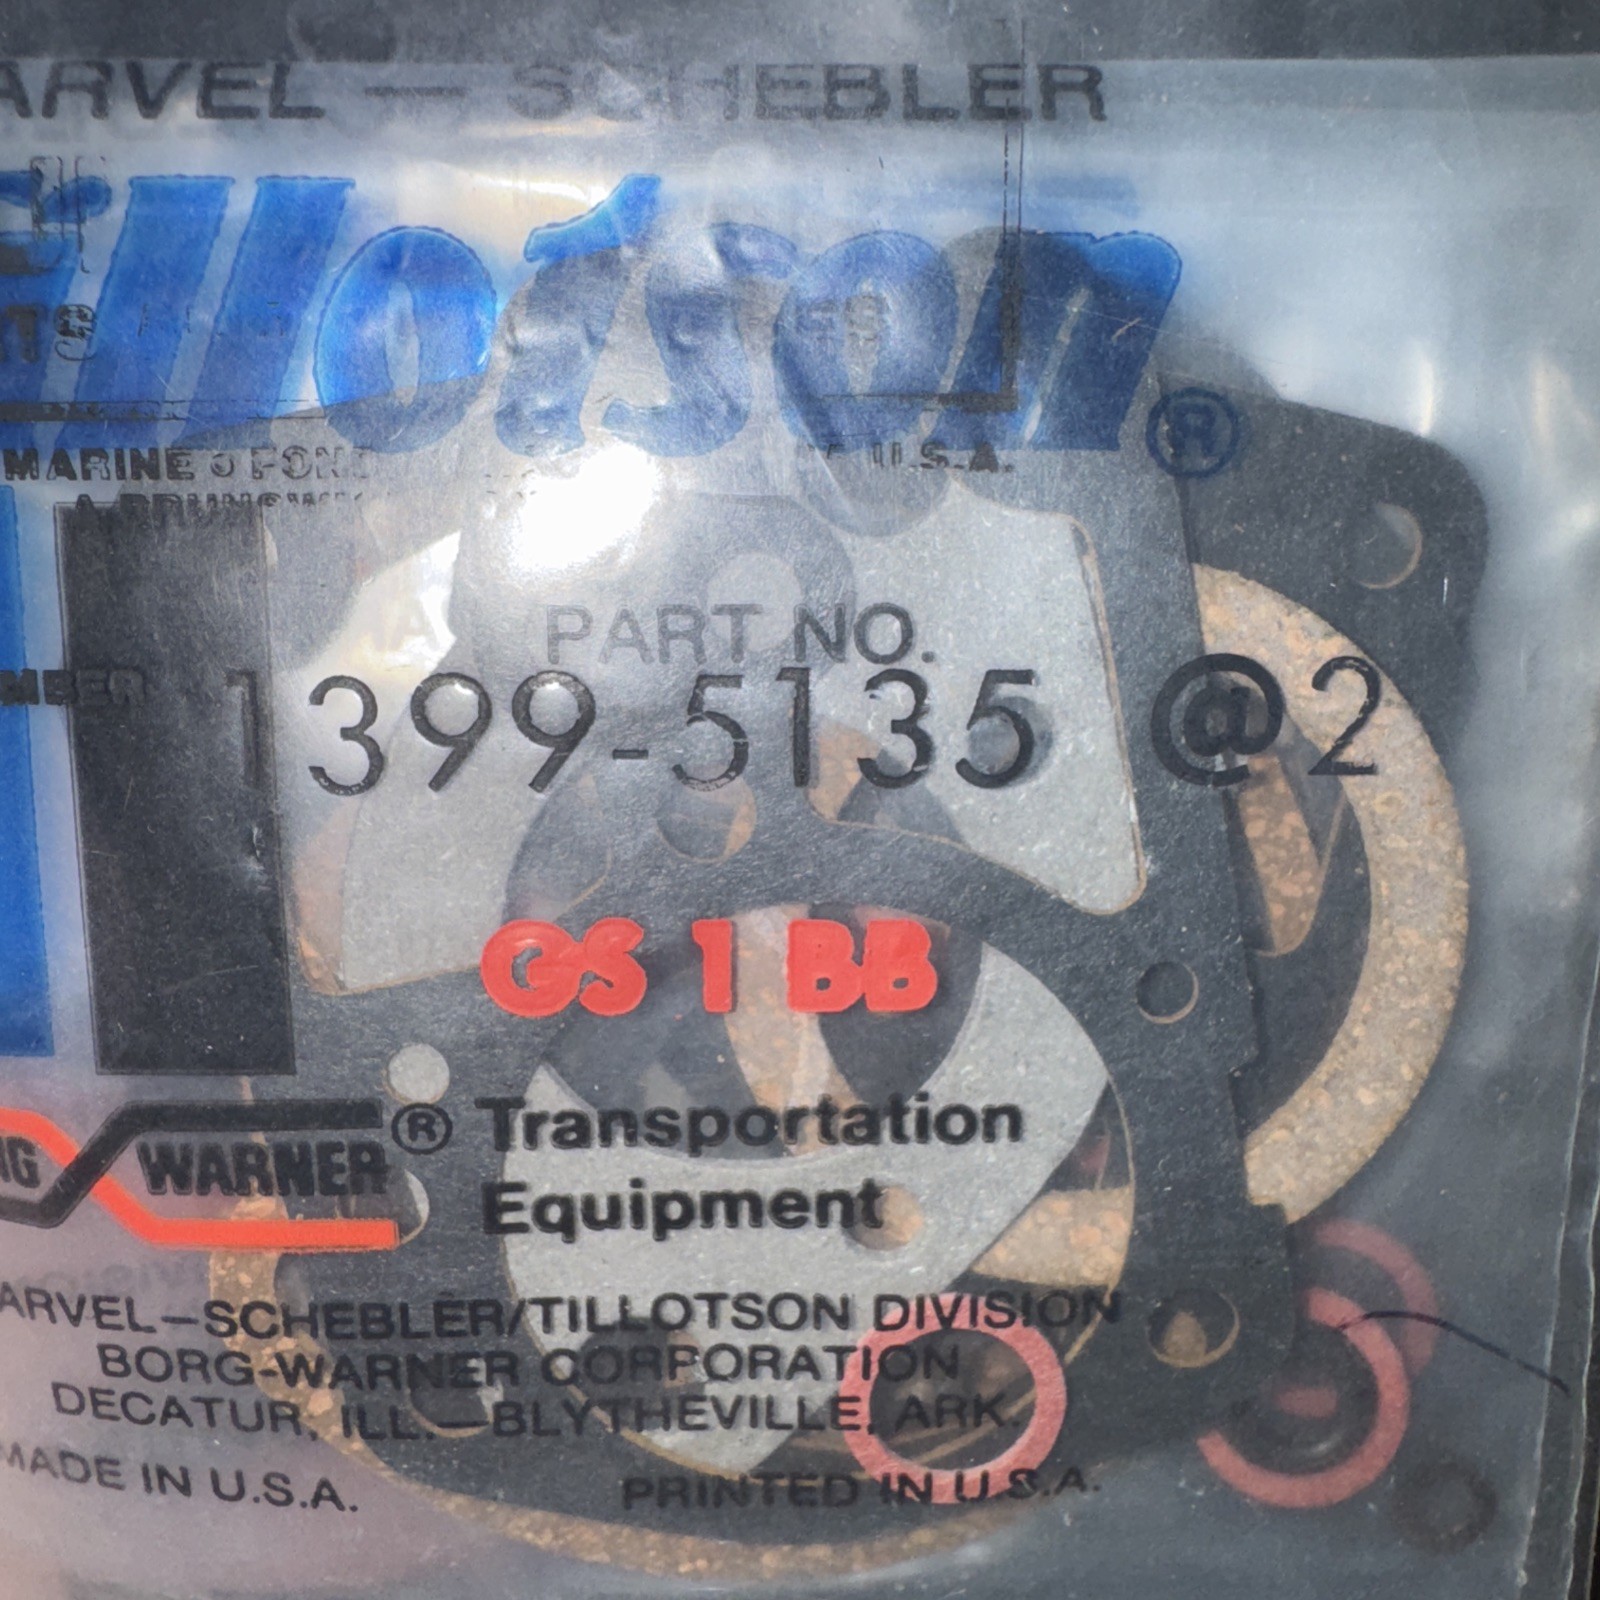 ARVEL — SCHEBLER
illotson®
MARINE
U.S.A.
PART NO.
1399-5135 @2
GS 1 BB
WARNER® Transportation
Equipment
ARVEL—SCHEBLER/TILLOTSON DIVISION
BORG-WARNER CORPORATION
DECATUR, ILL.—BLYTHEVILLE, ARK.
MADE IN U.S.A. PRINTED IN U.S.A.